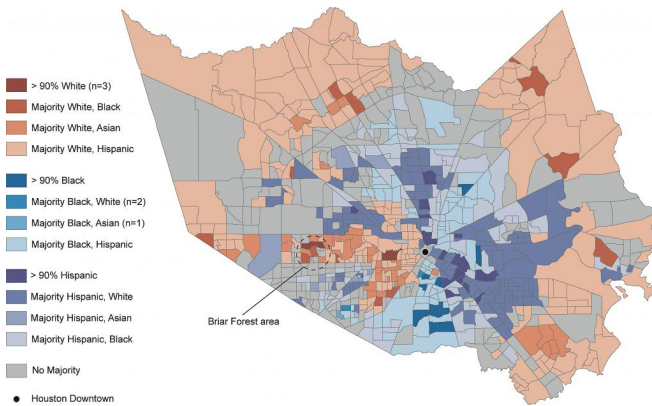 > 90% White (n=3)
Majority White, Black
Majority White, Asian
Majority White, Hispanic
> 90% Black
Majority Black, White (n=2)
Majority Black, Asian (n=1)
Majority Black, Hispanic
> 90% Hispanic
Majority Hispanic, White
Majority Hispanic, Asian
Majority Hispanic, Black
No Majority
Houston Downtown
Briar Forest area